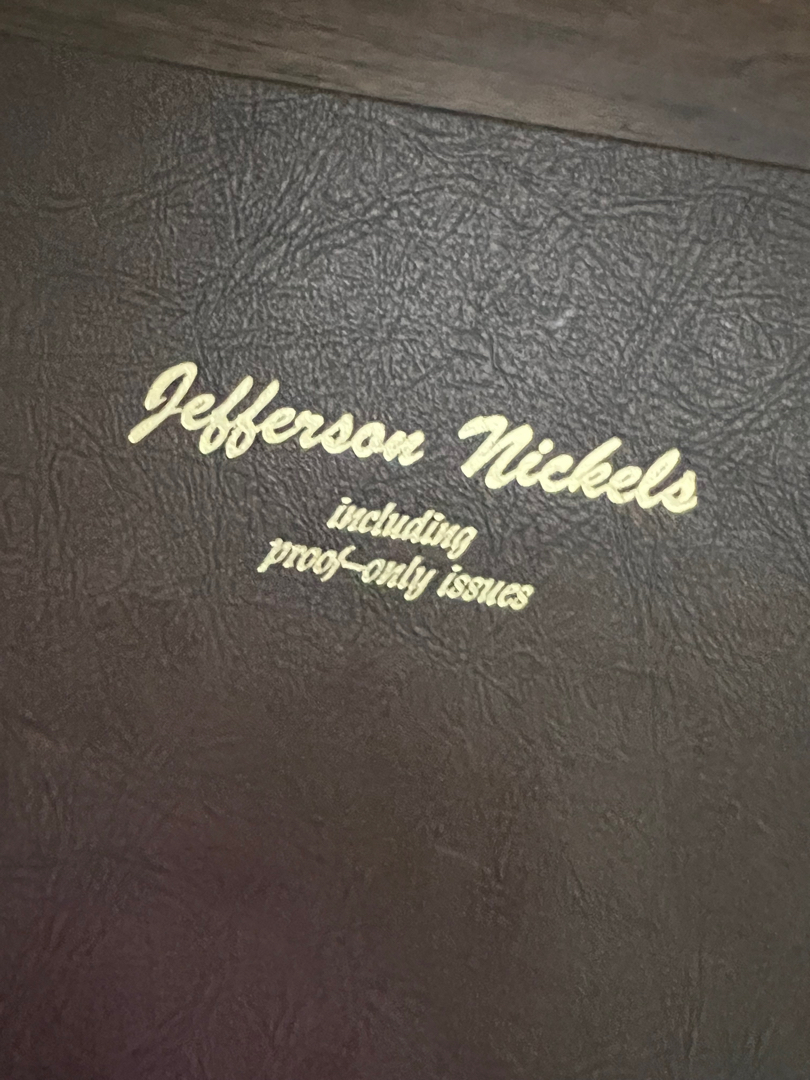 Jefferson Nickels
including
proof-only issues